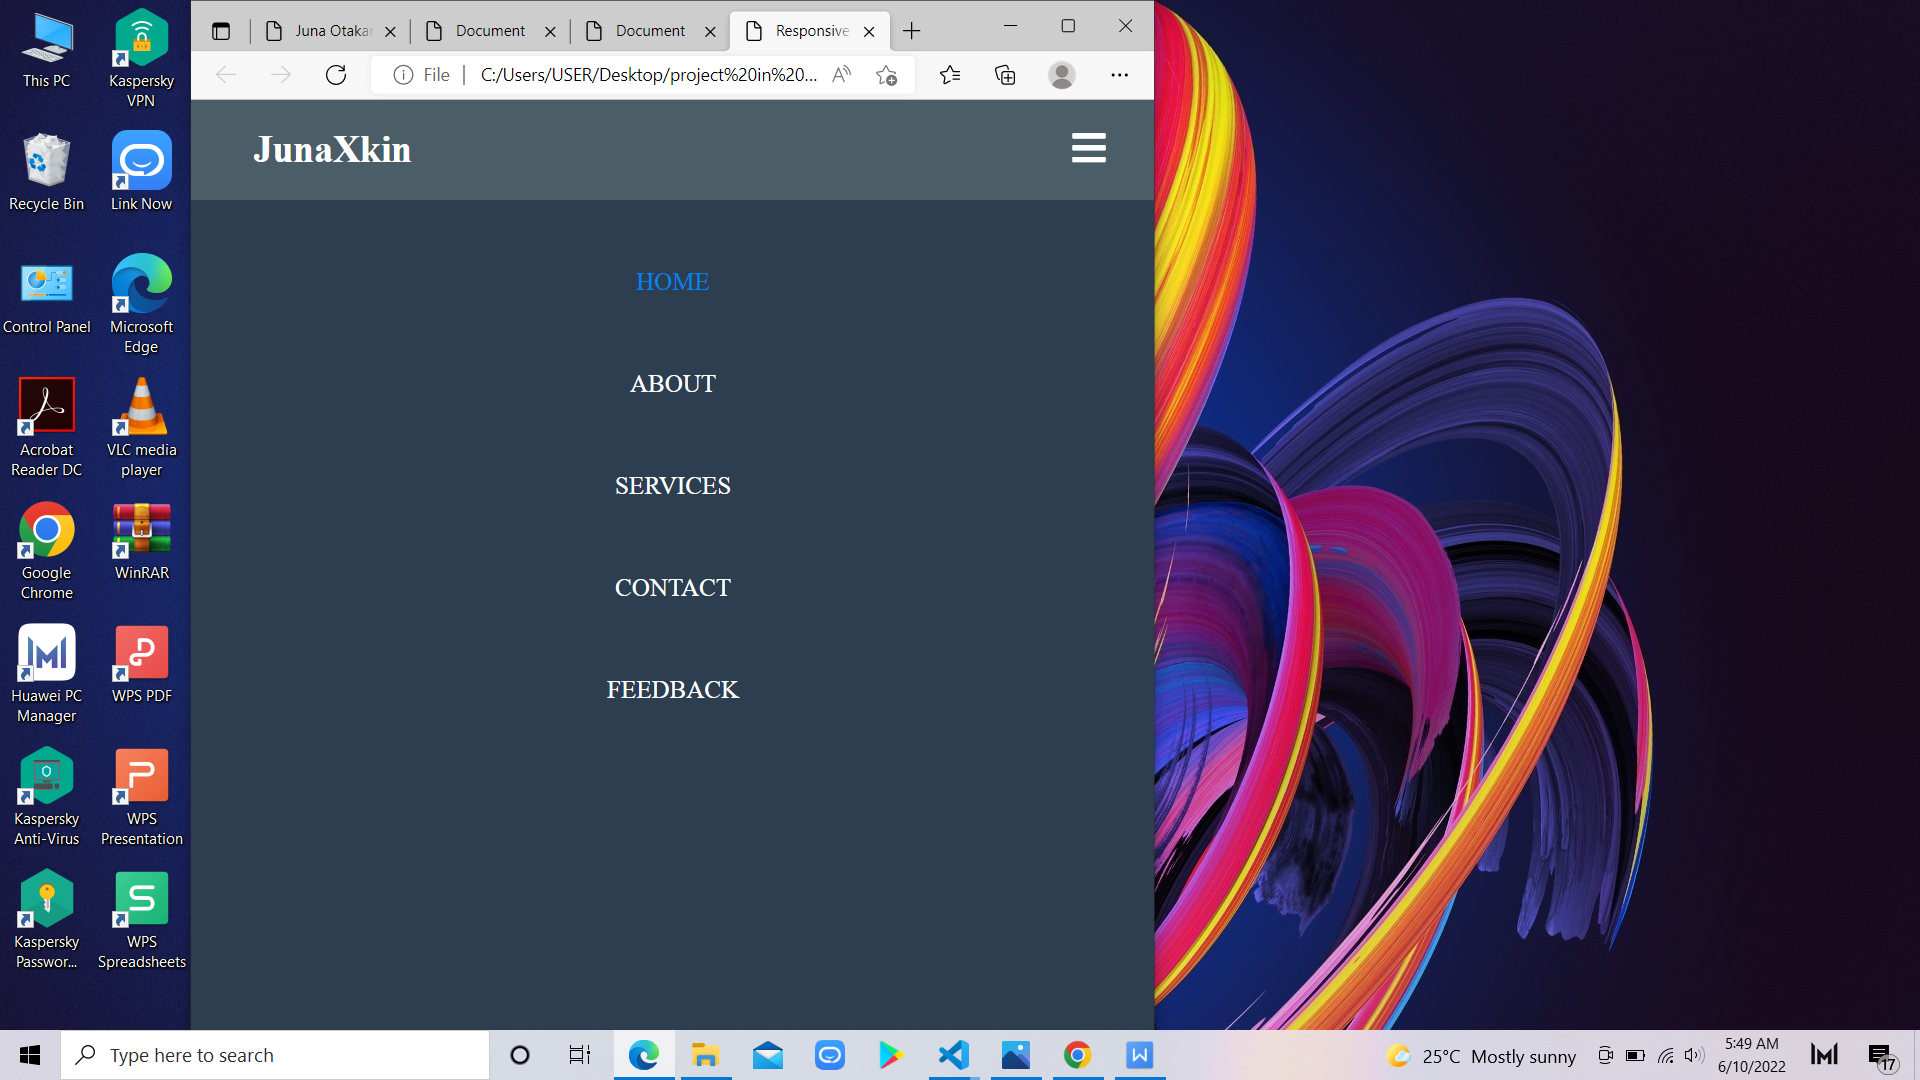 This PC
Kaspersky
VPN
Recycle Bin
Link Now
Control Panel
Microsoft
Edge
Acrobat
Reader DC
VLC media
player
Google
Chrome
WinRAR
Huawei PC
Manager
WPS PDF
Kaspersky
Anti-Virus
WPS
Presentation
Kaspersky
Passwor...
WPS
Spreadsheets
Juna Otakar
Document
Document
Responsive
File
C:/Users/USER/Desktop/project%20in%20...
JunaXkin
HOME
ABOUT
SERVICES
CONTACT
FEEDBACK
Type here to search
25°C Mostly sunny
5:49 AM
6/10/2022
17